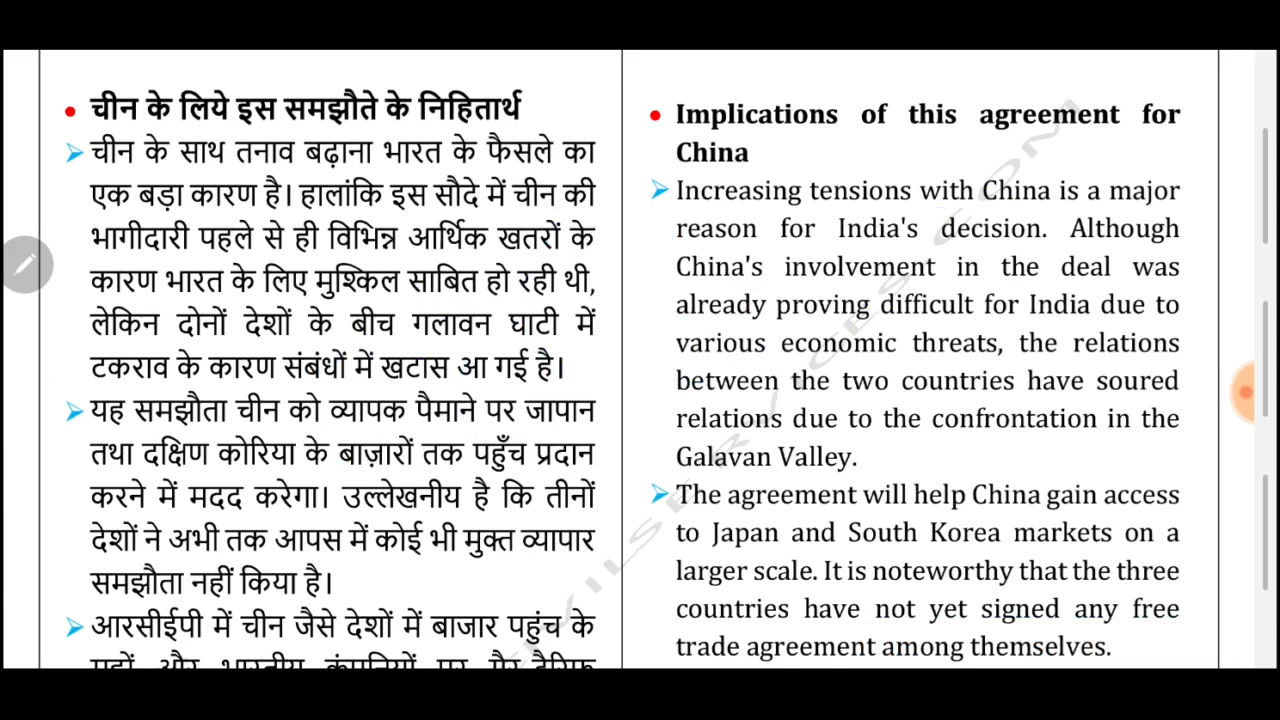 चीन के लिये इस समझौते के निहितार्थ
चीन के साथ तनाव बढ़ाना भारत के फैसले का
एक बड़ा कारण है। हालांकि इस सौदे में चीन की
भागीदारी पहले से ही विभिन्न आर्थिक खतरों के
कारण भारत के लिए मुश्किल साबित हो रही थी,
लेकिन दोनों देशों के बीच गलावन घाटी में
टकराव के कारण संबंधों में खटास आ गई है।
यह समझौता चीन को व्यापक पैमाने पर जापान
तथा दक्षिण कोरिया के बाज़ारों तक पहुँच प्रदान
करने में मदद करेगा। उल्लेखनीय है कि तीनों
देशों ने अभी तक आपस में कोई भी मुक्त व्यापार
समझौता नहीं किया है।
आरसीईपी में चीन जैसे देशों में बाजार पहुंच के
Implications of this agreement for
China
Increasing tensions with China is a major
reason for India's decision. Although
China's involvement in the deal was
already proving difficult for India due to
various economic threats, the relations
between the two countries have soured
relations due to the confrontation in the
Galavan Valley.
The agreement will help China gain access
to Japan and South Korea markets on a
larger scale. It is noteworthy that the three
countries have not yet signed any free
trade agreement among themselves.